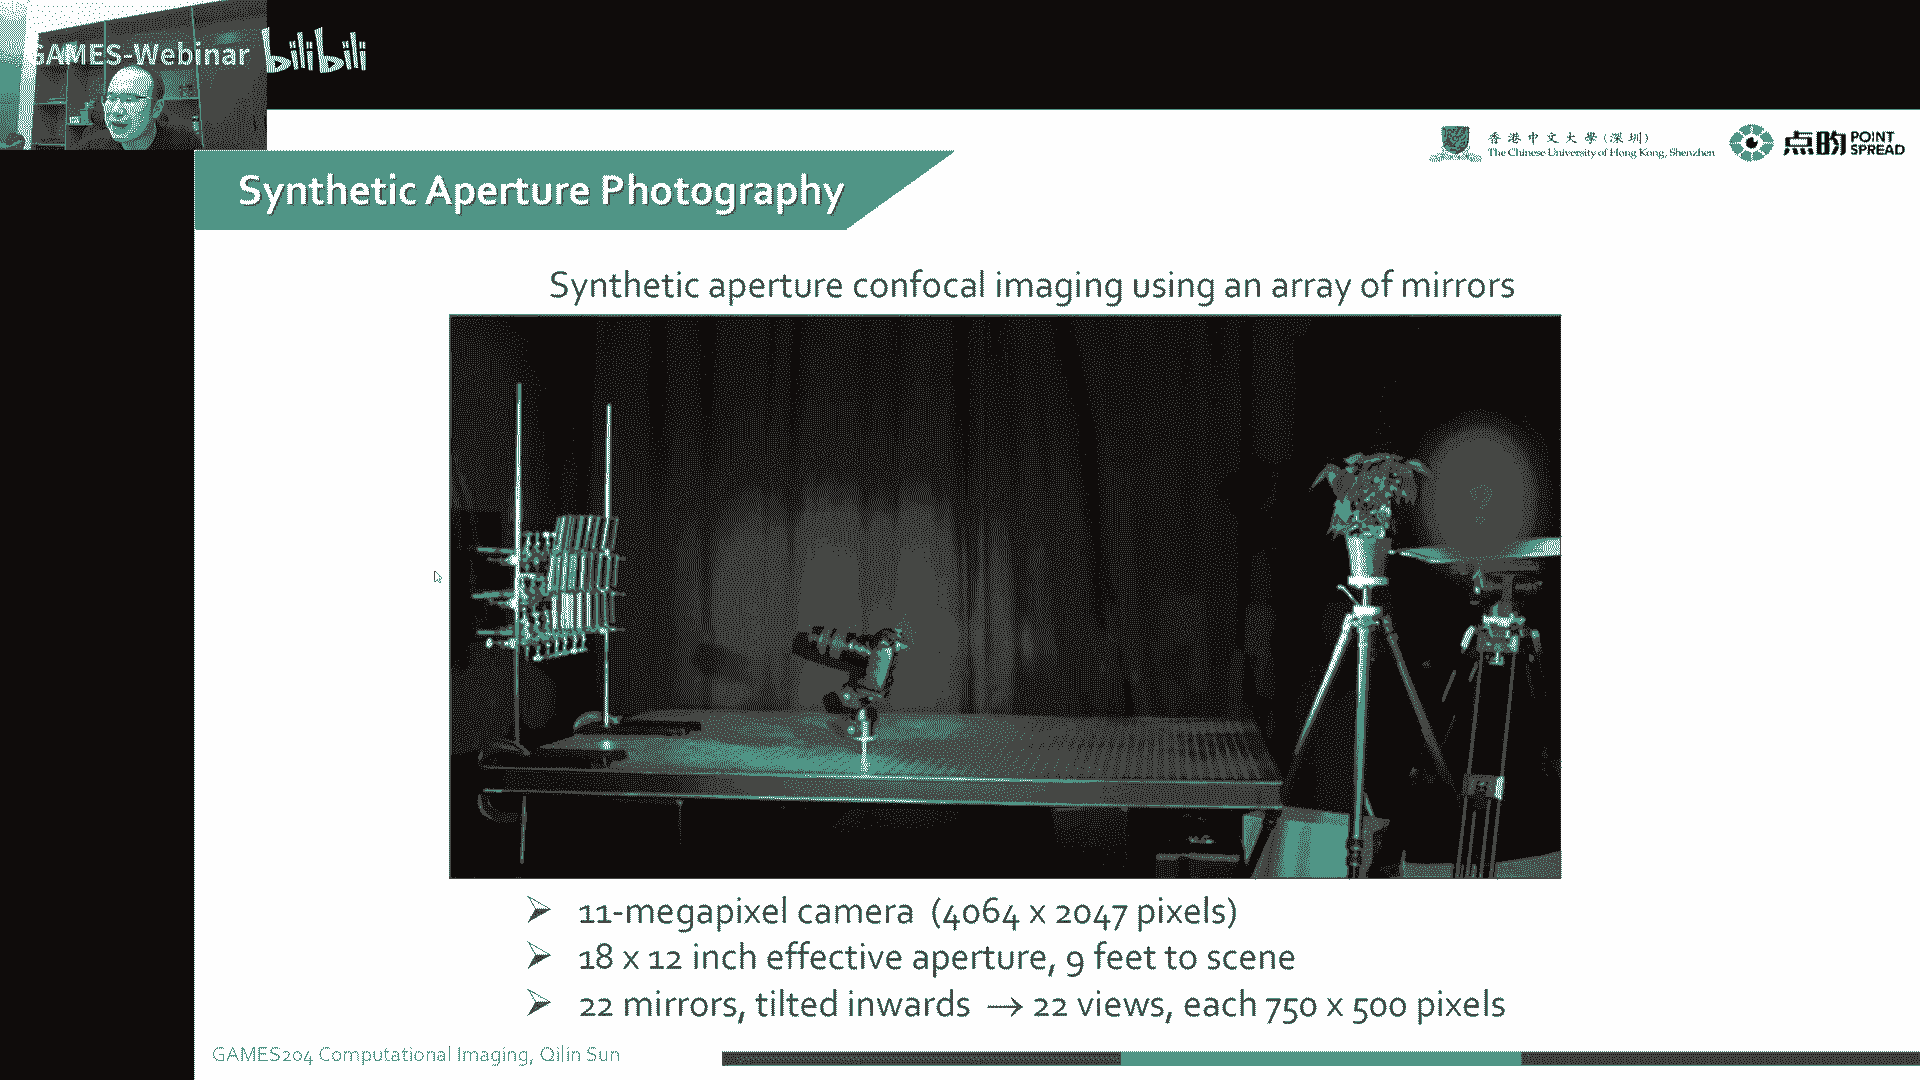 GAMES-Webinar bilibili
香港中文大學(深圳)
The Chinese University of Hong Kong, Shenzhen
点昀 POINT
SPREAD
Synthetic Aperture Photography
Synthetic aperture confocal imaging using an array of mirrors
11-megapixel camera (4064 x 2047 pixels)
18 x 12 inch effective aperture, 9 feet to scene
22 mirrors, tilted inwards → 22 views, each 750 x 500 pixels
GAMES204 Computational Imaging, Qilin Sun